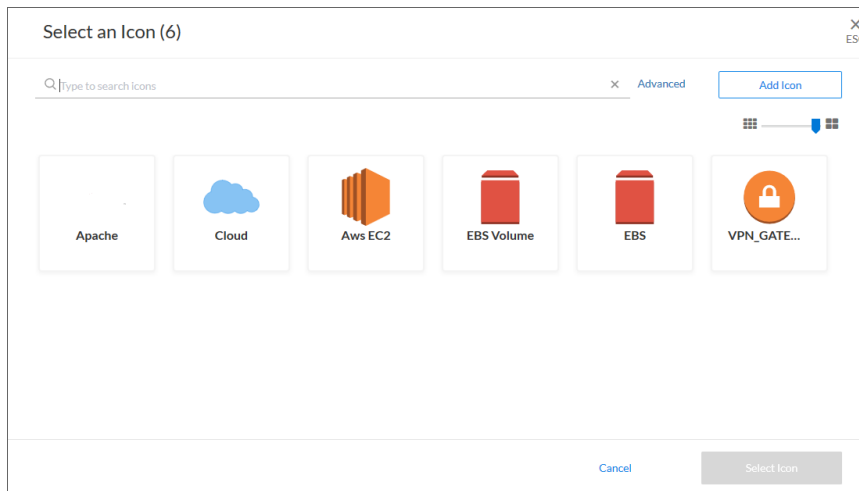 Select an Icon (6)
ESC
Type to search icons
Advanced
Add Icon
Apache
Cloud
Aws EC2
EBS Volume
EBS
VPN_GATE...
Cancel
Select Icon